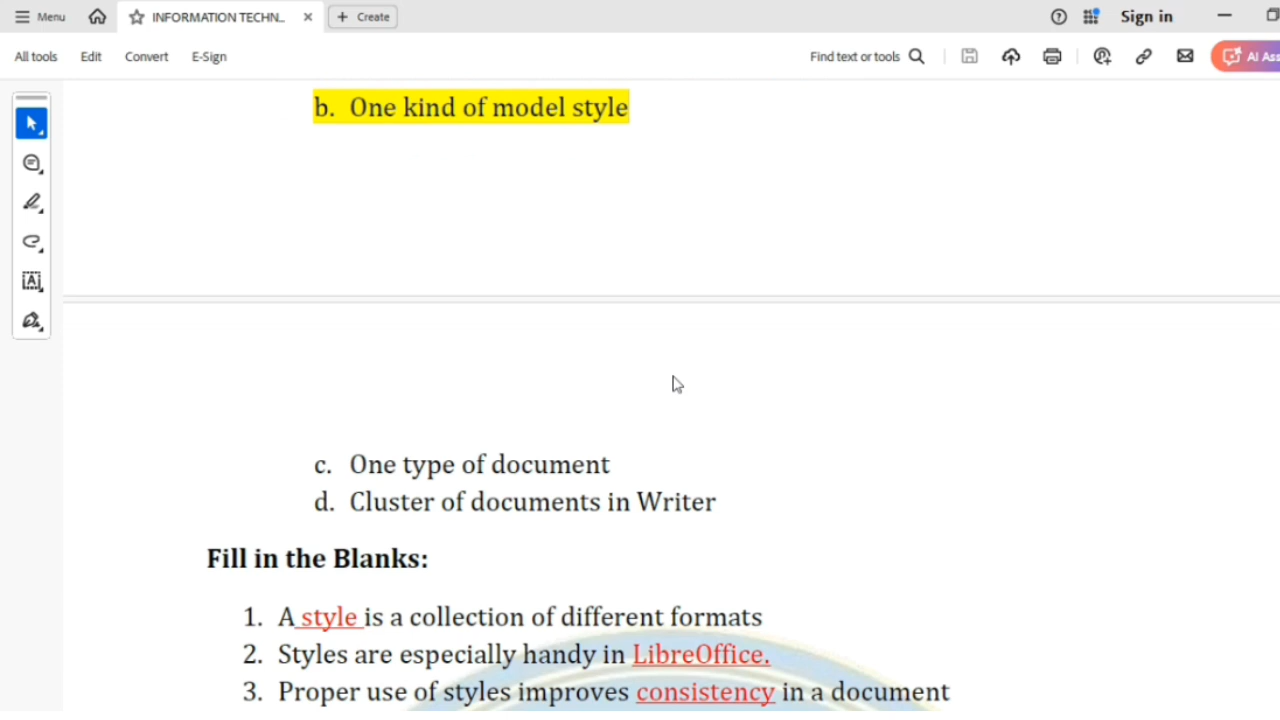 Menu
INFORMATION TECHN...
Create
Sign in
All tools
Edit
Convert
E-Sign
Find text or tools
AI Ass
b. One kind of model style
c. One type of document
d. Cluster of documents in Writer
Fill in the Blanks:
1. A style is a collection of different formats
2. Styles are especially handy in LibreOffice.
3. Proper use of styles improves consistency in a document